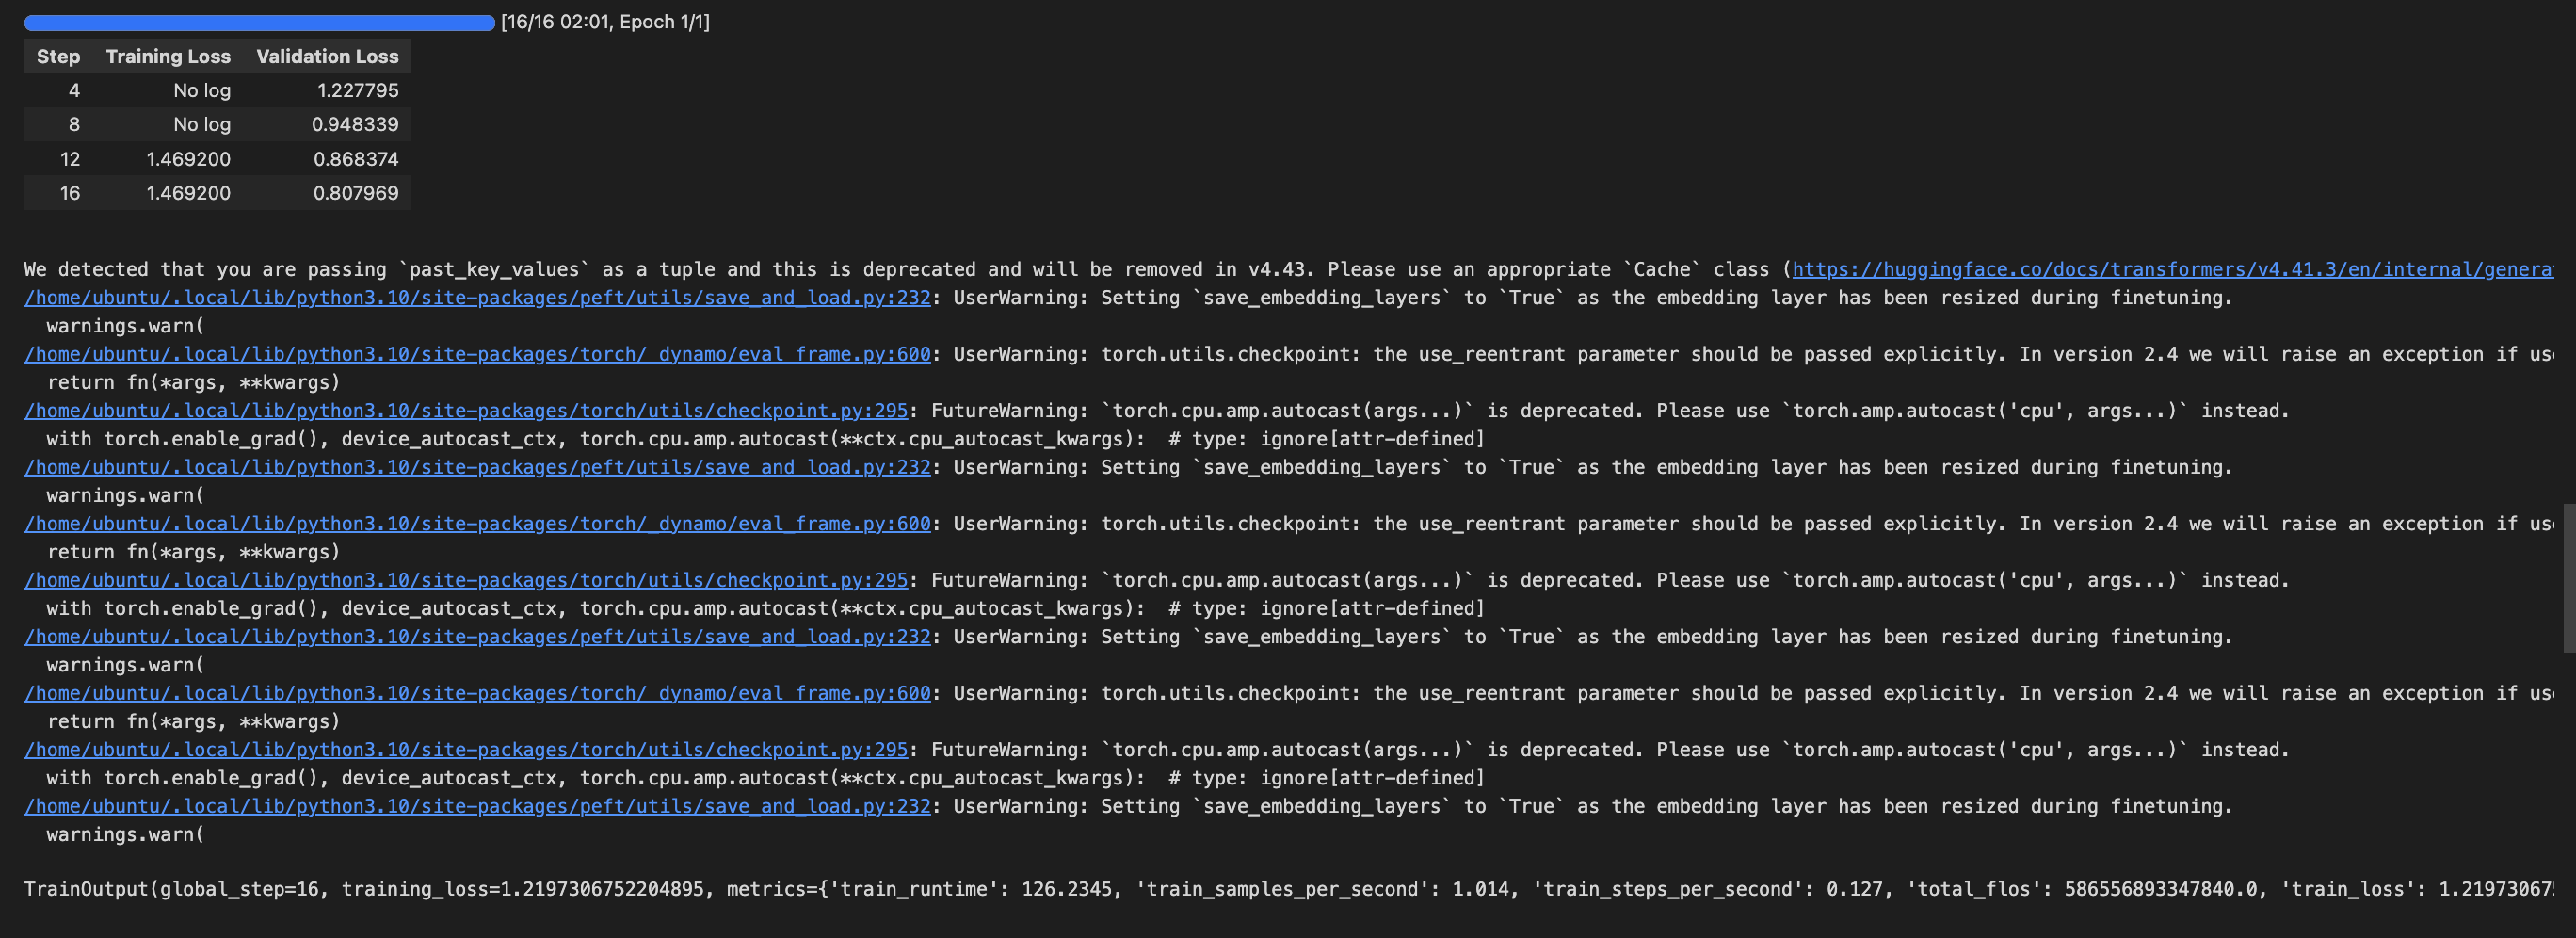 [16/16 02:01, Epoch 1/1]
Step Training Loss Validation Loss
4 No log 1.227795
8 No log 0.948339
12 1.469200 0.868374
16 1.469200 0.807969
We detected that you are passing `past_key_values` as a tuple and this is deprecated and will be removed in v4.43. Please use an appropriate `Cache` class (https://huggingface.co/docs/transformers/v4.41.3/en/internal/genera
/home/ubuntu/.local/lib/python3.10/site-packages/peft/utils/save_and_load.py:232: UserWarning: Setting `save_embedding_layers` to `True` as the embedding layer has been resized during finetuning.
  warnings.warn(
/home/ubuntu/.local/lib/python3.10/site-packages/torch/_dynamo/eval_frame.py:600: UserWarning: torch.utils.checkpoint: the use_reentrant parameter should be passed explicitly. In version 2.4 we will raise an exception if
  return fn(*args, **kwargs)
/home/ubuntu/.local/lib/python3.10/site-packages/torch/utils/checkpoint.py:295: FutureWarning: `torch.cpu.amp.autocast(args...)` is deprecated. Please use `torch.amp.autocast('cpu', args...)` instead.
  with torch.enable_grad(), device_autocast_ctx, torch.cpu.amp.autocast(**ctx.cpu_autocast_kwargs):  # type: ignore[attr-defined]
/home/ubuntu/.local/lib/python3.10/site-packages/peft/utils/save_and_load.py:232: UserWarning: Setting `save_embedding_layers` to `True` as the embedding layer has been resized during finetuning.
  warnings.warn(
/home/ubuntu/.local/lib/python3.10/site-packages/torch/_dynamo/eval_frame.py:600: UserWarning: torch.utils.checkpoint: the use_reentrant parameter should be passed explicitly. In version 2.4 we will raise an exception if
  return fn(*args, **kwargs)
/home/ubuntu/.local/lib/python3.10/site-packages/torch/utils/checkpoint.py:295: FutureWarning: `torch.cpu.amp.autocast(args...)` is deprecated. Please use `torch.amp.autocast('cpu', args...)` instead.
  with torch.enable_grad(), device_autocast_ctx, torch.cpu.amp.autocast(**ctx.cpu_autocast_kwargs):  # type: ignore[attr-defined]
/home/ubuntu/.local/lib/python3.10/site-packages/peft/utils/save_and_load.py:232: UserWarning: Setting `save_embedding_layers` to `True` as the embedding layer has been resized during finetuning.
  warnings.warn(
/home/ubuntu/.local/lib/python3.10/site-packages/torch/_dynamo/eval_frame.py:600: UserWarning: torch.utils.checkpoint: the use_reentrant parameter should be passed explicitly. In version 2.4 we will raise an exception if
  return fn(*args, **kwargs)
/home/ubuntu/.local/lib/python3.10/site-packages/torch/utils/checkpoint.py:295: FutureWarning: `torch.cpu.amp.autocast(args...)` is deprecated. Please use `torch.amp.autocast('cpu', args...)` instead.
  with torch.enable_grad(), device_autocast_ctx, torch.cpu.amp.autocast(**ctx.cpu_autocast_kwargs):  # type: ignore[attr-defined]
/home/ubuntu/.local/lib/python3.10/site-packages/peft/utils/save_and_load.py:232: UserWarning: Setting `save_embedding_layers` to `True` as the embedding layer has been resized during finetuning.
  warnings.warn(
TrainOutput(global_step=16, training_loss=1.2197306752204895, metrics={'train_runtime': 126.2345, 'train_samples_per_second': 1.014, 'train_steps_per_second': 0.127, 'total_flos': 586556893347840.0, 'train_loss': 1.21973067